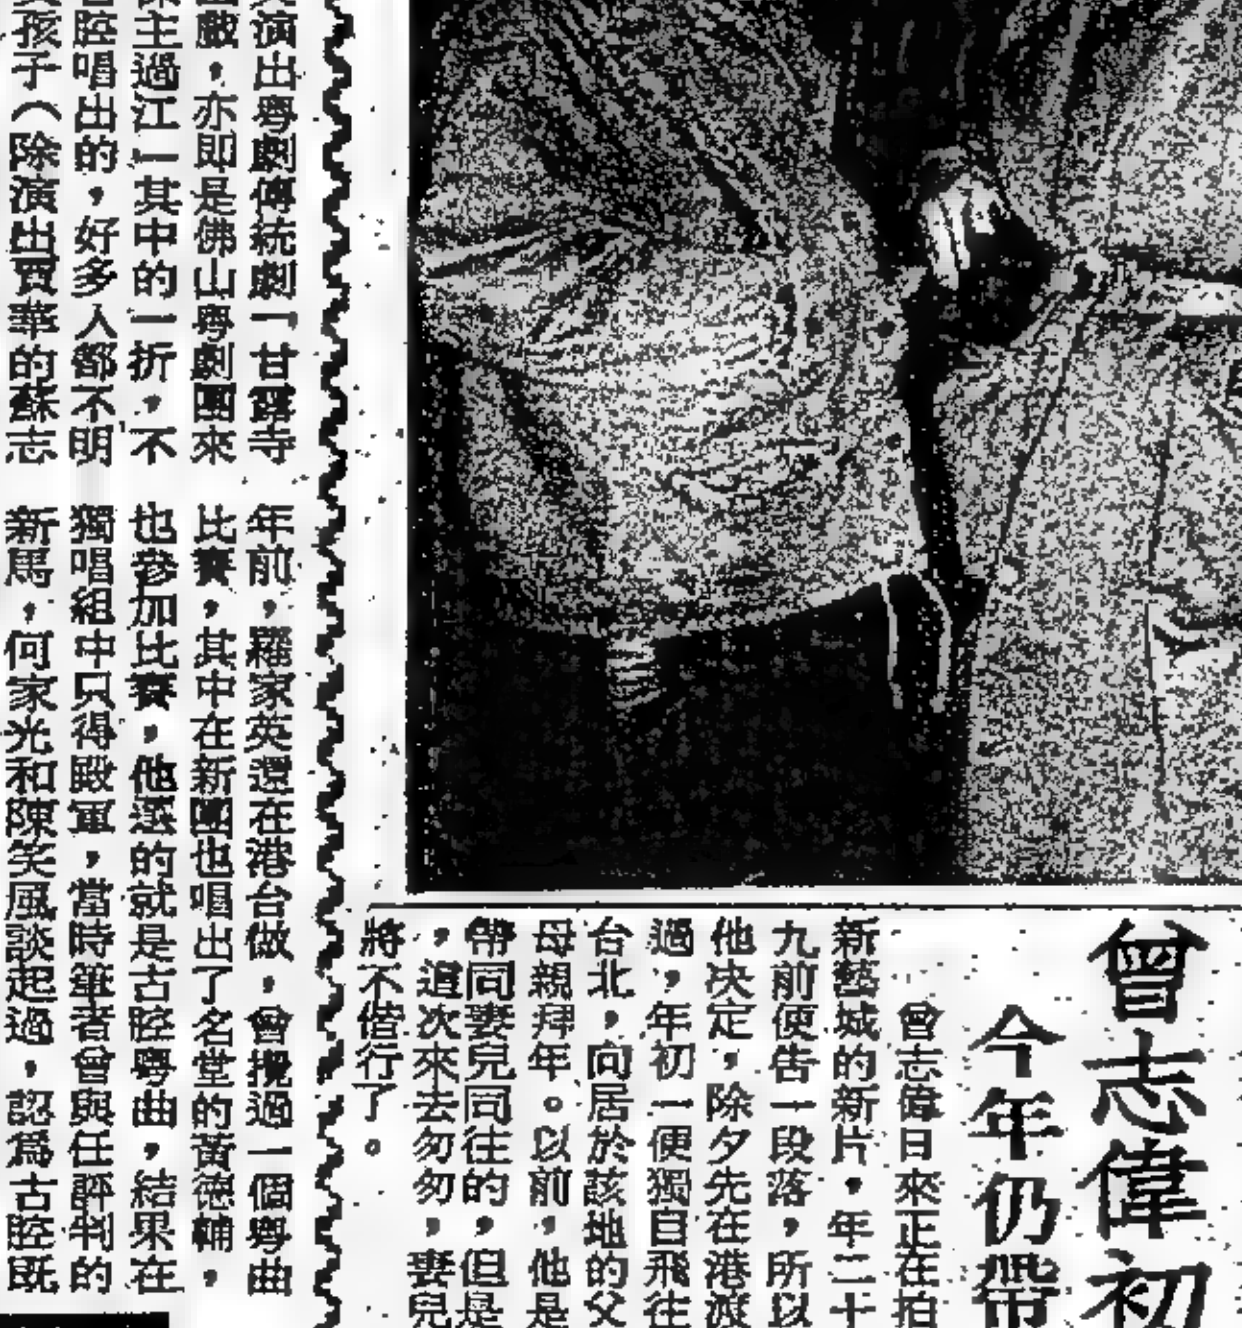 曾志偉初
今年仍帶
曾志偉日來正在拍
新藝城的新片，年二十
九前便告一段落，所以
他決定，除夕先在港渡
過，年初一便獨自飛往
台北，向居於該地的父
母親拜年。以前，他是
帶同妻兒同往的，但是
，這次來去匆匆，妻兒
將不偕行了。
演出粵劇傳統劇「甘露寺
戲，亦即是佛山粵劇團來
主過江」其中的一折，不
腔唱出的，好多人都不明
孩子（除演出賈華的蘇志
年前，羅家英還在港台做，曾攪過一個粵曲
比賽，其中在新團也唱出了名堂的黃德輔，
也參加比賽，他選的就是古腔粵曲，結果在
獨唱組中只得殿軍，當時筆者曾與任評判的
新馬，何家光和陳笑風談起過，認為古腔既